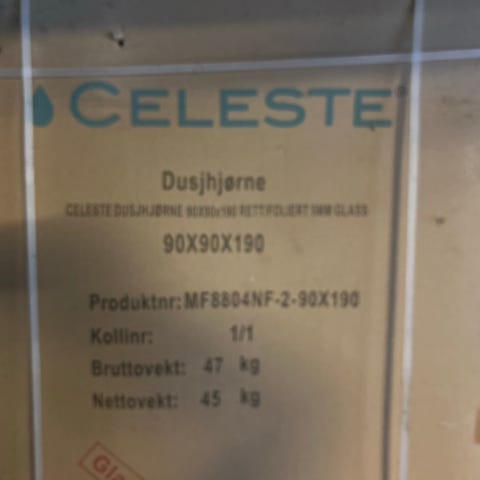 CELESTE®
Dusjhjørne
CELESTE DUSJHJØRNE 90X90x190 RETT/FOLIERT 5MM GLASS
90X90X190
Produktnr:MF8804NF-2-90X190
Kollinr: 1/1
Bruttovekt: 47 kg
Nettovekt: 45 kg